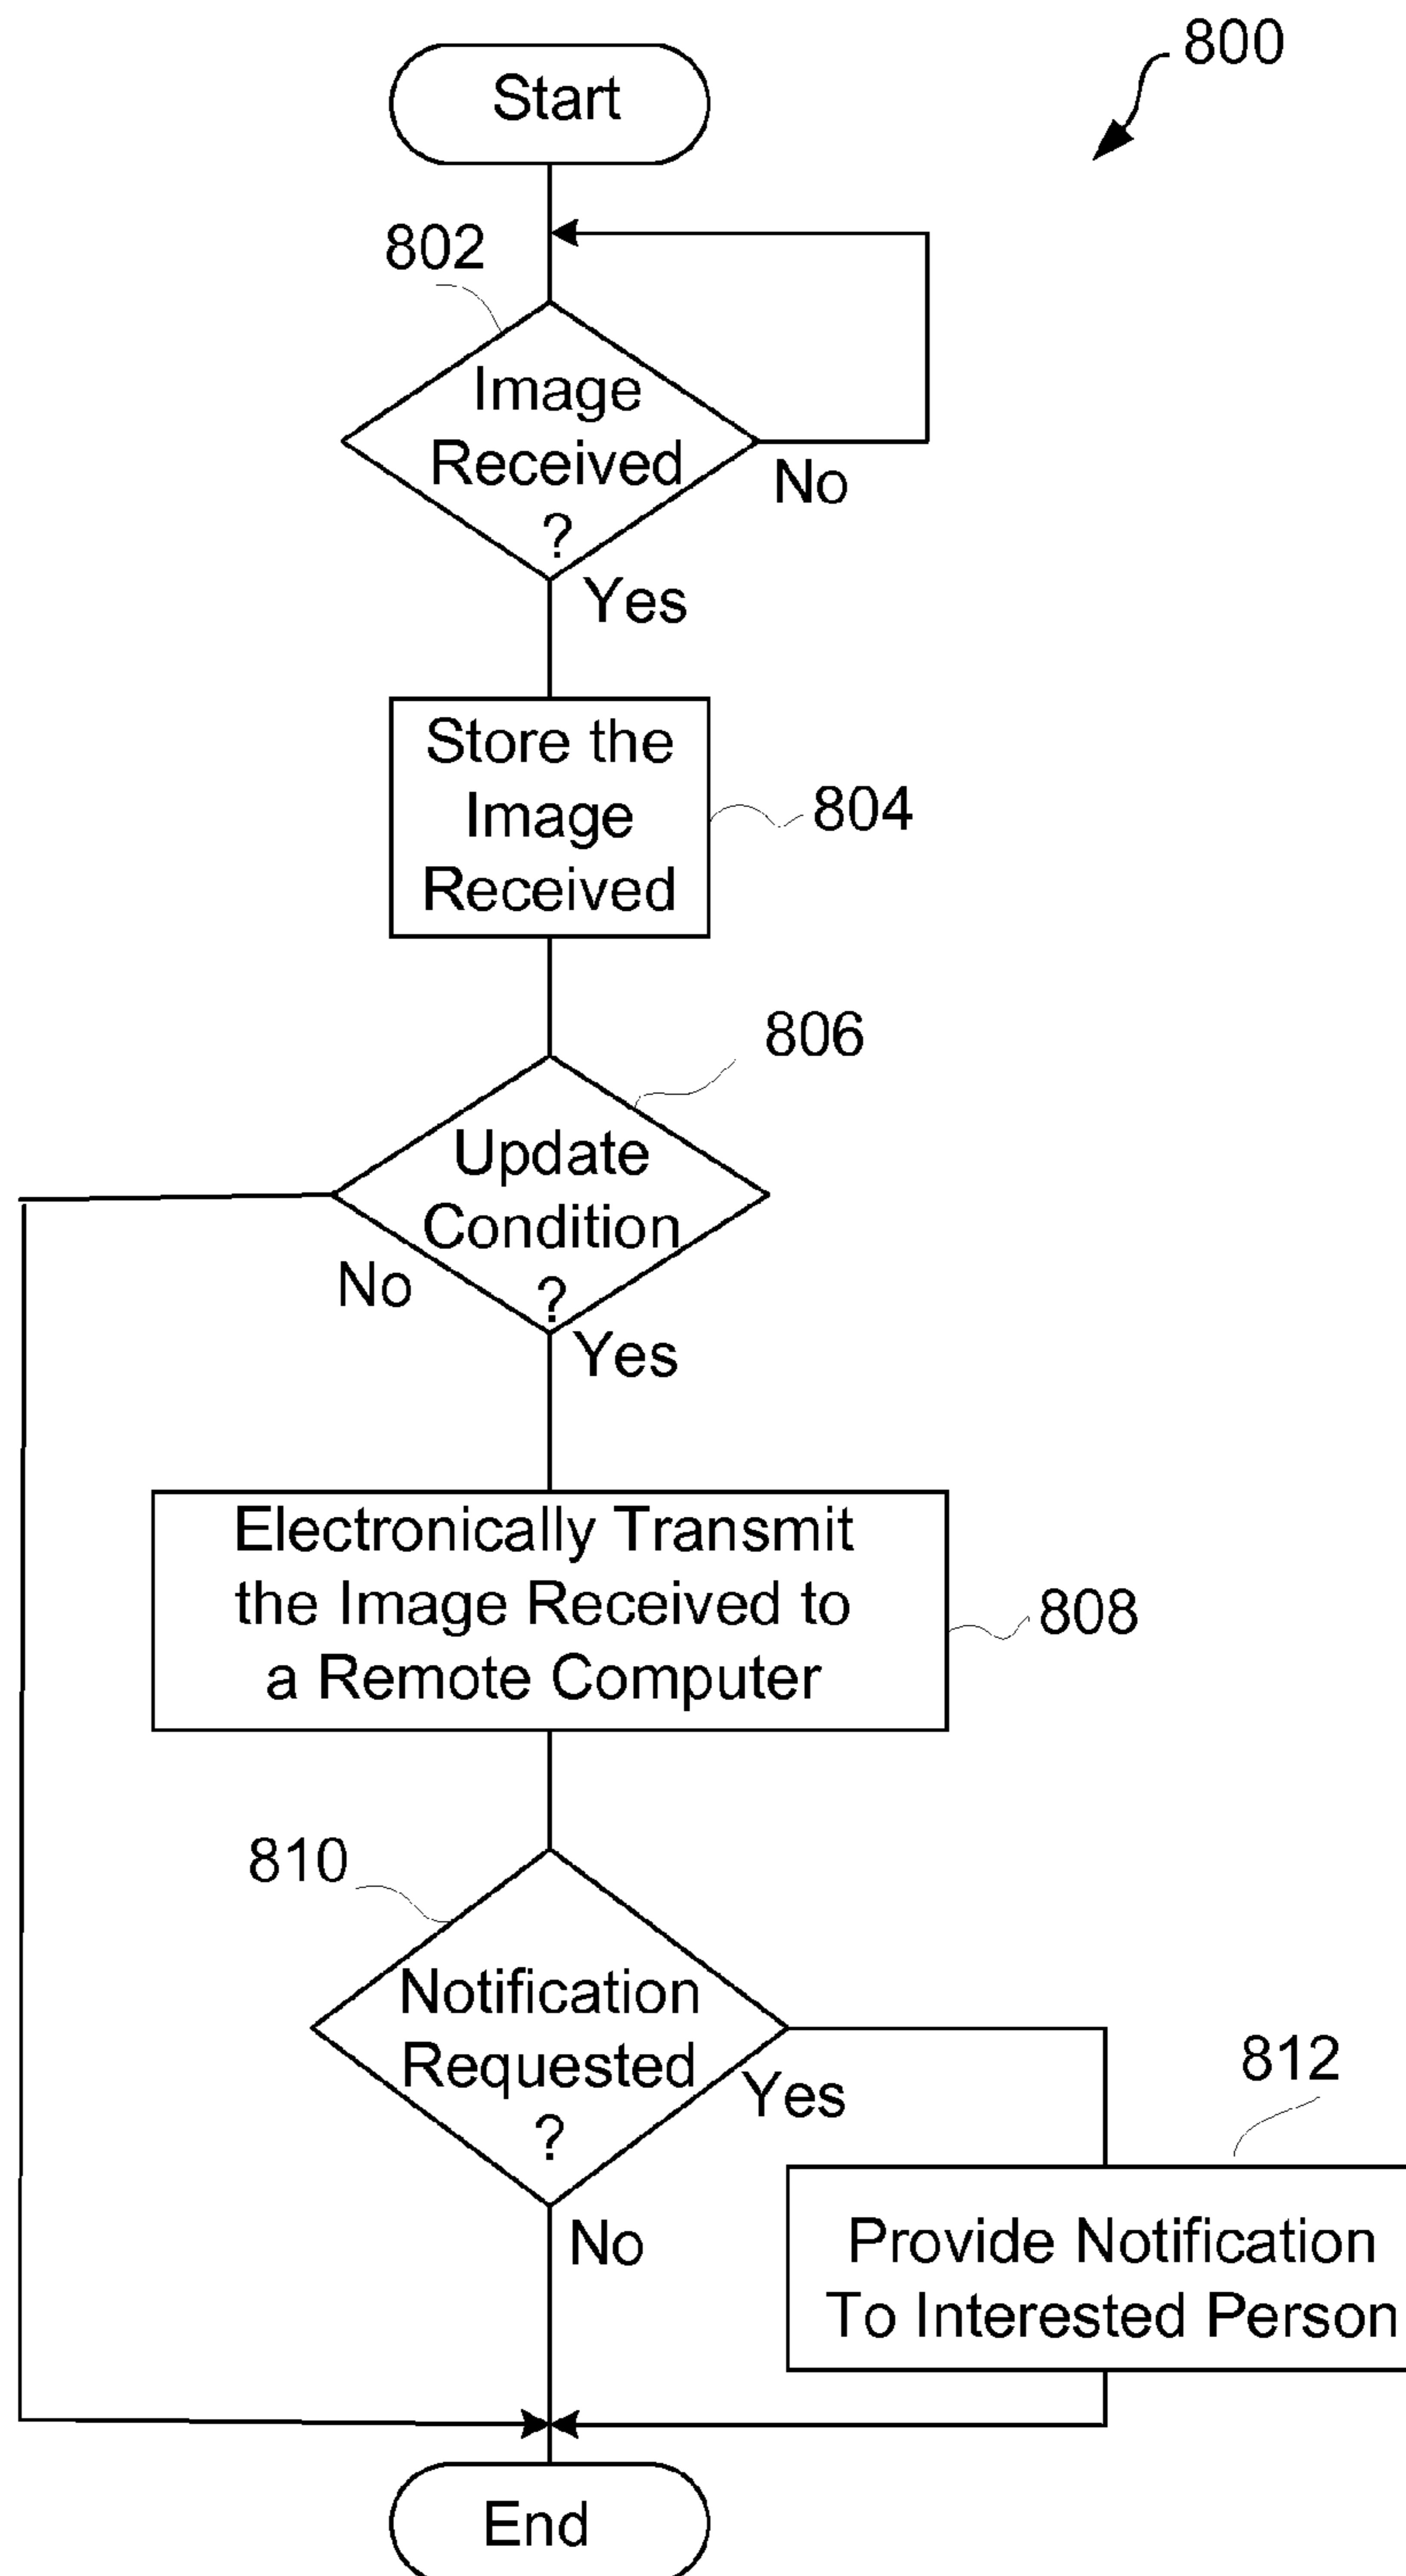 800
Start
802
Image
Received
?
No
Yes
Store the
Image
Received
804
806
Update
Condition
?
No
Yes
Electronically Transmit
the Image Received to
a Remote Computer
808
810
Notification
Requested
?
Yes
812
No
Provide Notification
To Interested Person
End